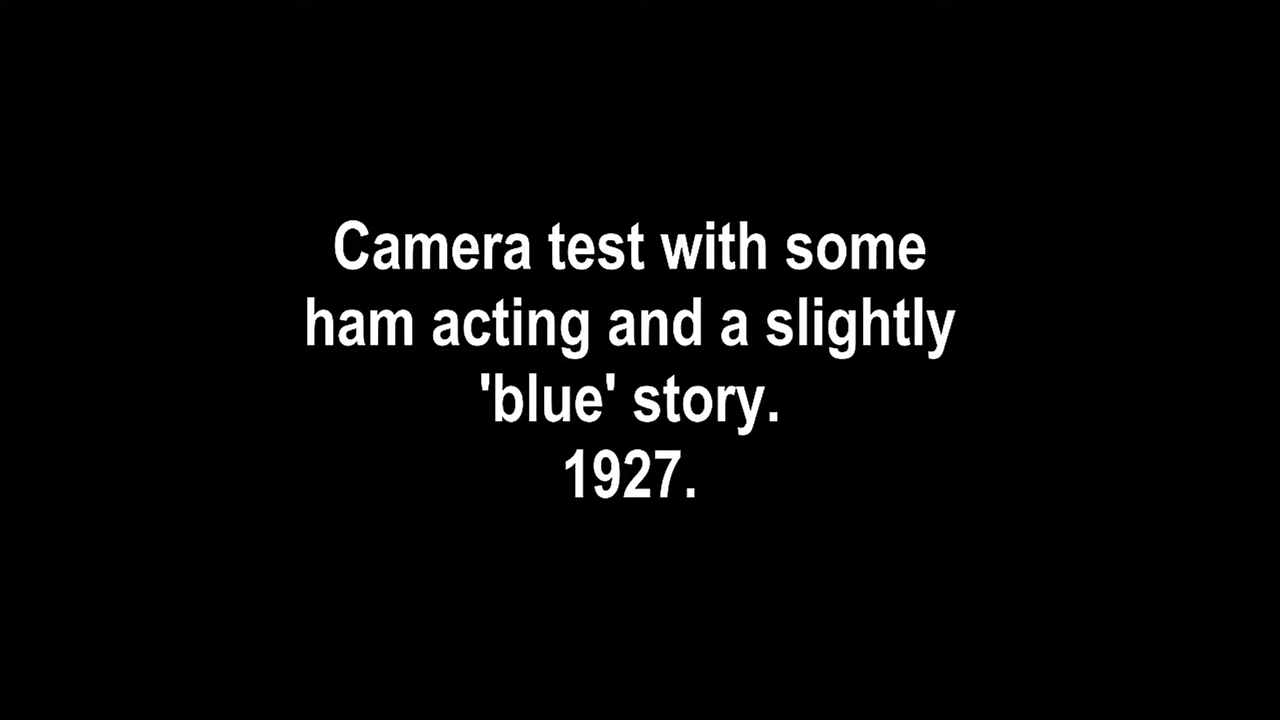 Camera test with some
ham acting and a slightly
'blue' story.
1927.